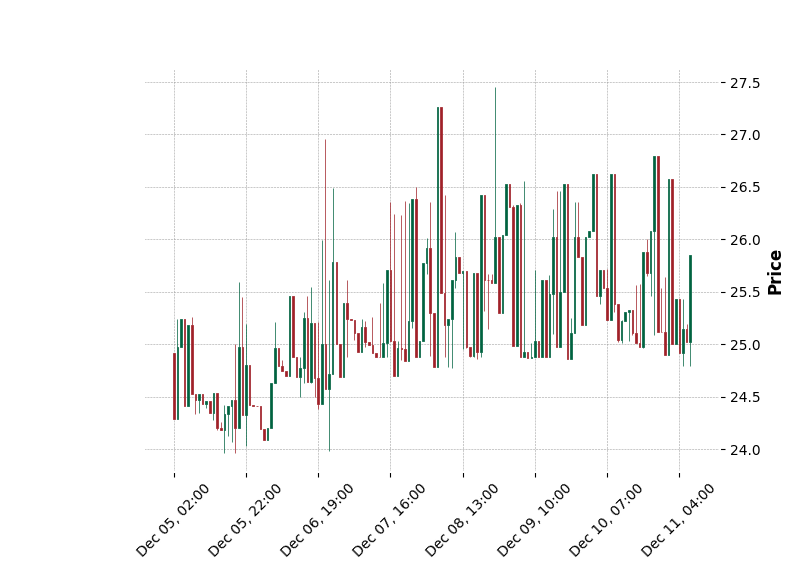 27.5
27.0
26.5
26.0
25.5
25.0
24.5
24.0
Price
Dec 05, 02:00
Dec 05, 22:00
Dec 06, 19:00
Dec 07, 16:00
Dec 08, 13:00
Dec 09, 10:00
Dec 10, 07:00
Dec 11, 04:00